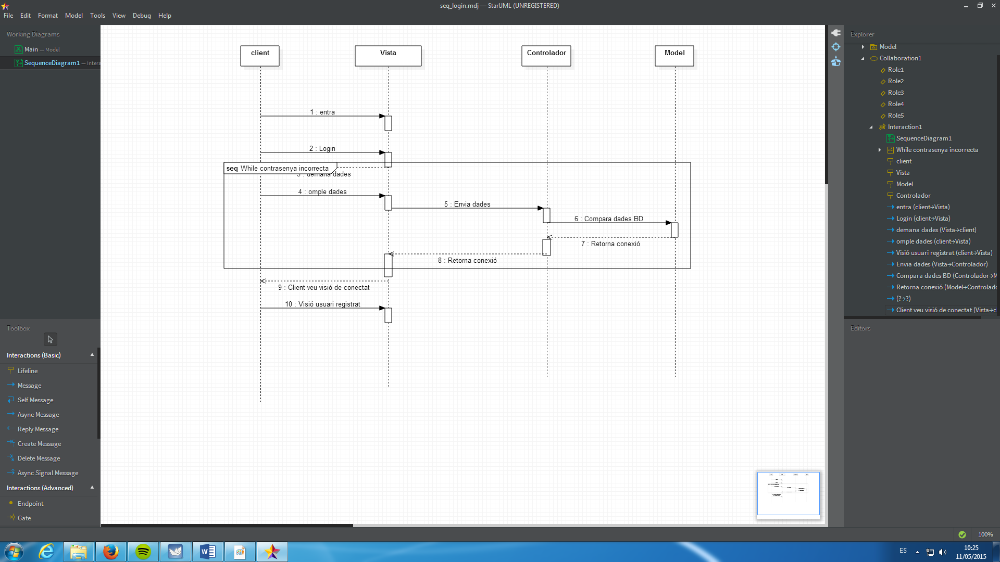 seq_login.mdj — StarUML (UNREGISTERED)
File Edit Format Model Tools View Debug Help
Working Diagrams
Main — Model
SequenceDiagram1 — Intera
Toolbox
Interactions (Basic)
Lifeline
Message
Self Message
Async Message
Reply Message
Create Message
Delete Message
Async Signal Message
Interactions (Advanced)
Endpoint
Gate
client
Vista
Controlador
Model
1 : entra
2 : Login
seq While contrasenya incorrecta
3 : demana dades
4 : omple dades
5 : Envia dades
6 : Compara dades BD
7 : Retorna conexió
8 : Retorna conexió
9 : Client veu visió de conectat
10 : Visió usuari registrat
Explorer
Model
Collaboration1
Role1
Role2
Role3
Role4
Role5
Interaction1
SequenceDiagram1
While contrasenya incorrecta
client
Vista
Model
Controlador
entra (client→Vista)
Login (client→Vista)
demana dades (Vista→client)
omple dades (client→Vista)
Visió usuari registrat (client→Vista)
Envia dades (Vista→Controlador)
Compara dades BD (Controlador→M
Retorna conexió (Model→Controlado
(?→?)
Client veu visió de conectat (Vista→c
Editors
100%
ES
10:25
11/05/2015